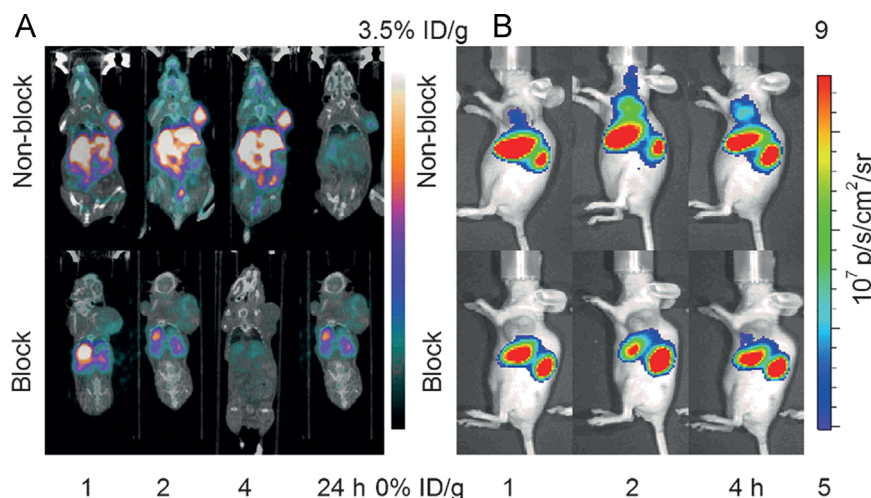 A
3.5% ID/g
B
9
Non-block
Non-block
10⁷ p/s/cm²/sr
Block
Block
1
2
4
24 h
0% ID/g
1
2
4 h
5